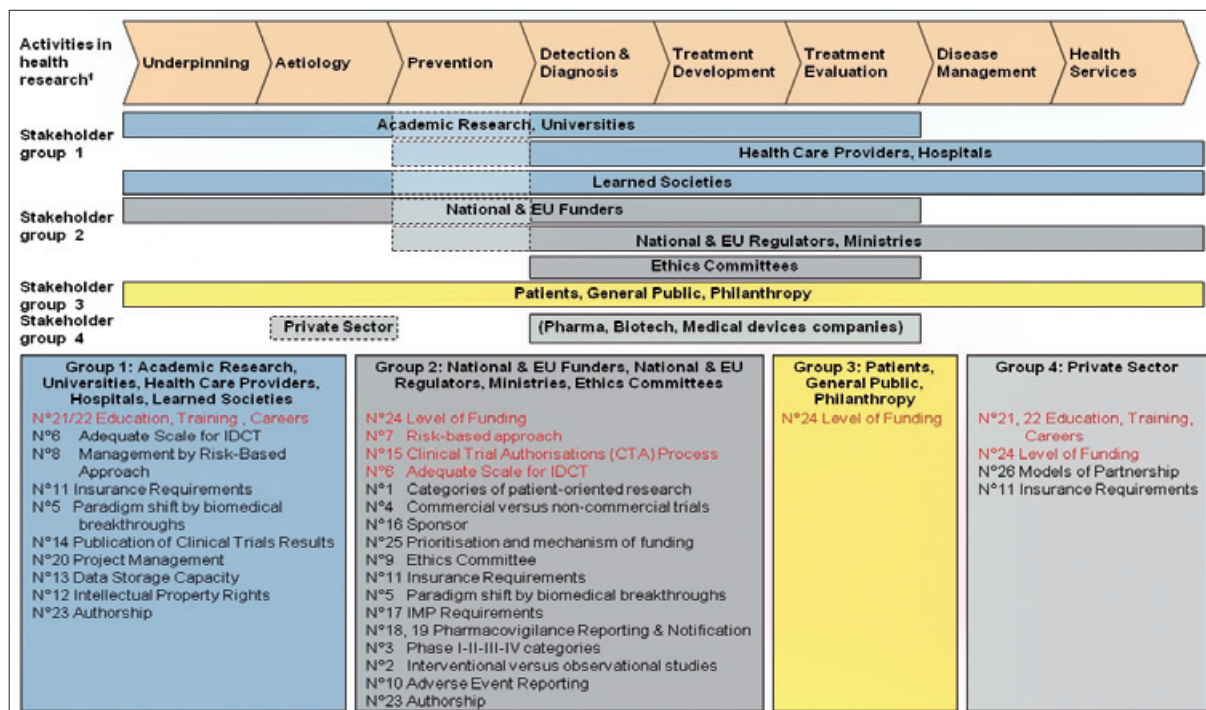 Activities in
health
research¹
Underpinning
Aetiology
Prevention
Detection &
Diagnosis
Treatment
Development
Treatment
Evaluation
Disease
Management
Health
Services
Stakeholder
group 1
Academic Research, Universities
Health Care Providers, Hospitals
Learned Societies
Stakeholder
group 2
National & EU Funders
National & EU Regulators, Ministries
Ethics Committees
Stakeholder
group 3
Patients, General Public, Philanthropy
Stakeholder
group 4
Private Sector
(Pharma, Biotech, Medical devices companies)
Group 1: Academic Research,
Universities, Health Care Providers,
Hospitals, Learned Societies
N°21/22 Education, Training , Careers
N°6 Adequate Scale for IDCT
N°8 Management by Risk-Based
Approach
N°11 Insurance Requirements
N°5 Paradigm shift by biomedical
breakthroughs
N°14 Publication of Clinical Trials Results
N°20 Project Management
N°13 Data Storage Capacity
N°12 Intellectual Property Rights
N°23 Authorship
Group 2: National & EU Funders, National & EU
Regulators, Ministries, Ethics Committees
N°24 Level of Funding
N°7 Risk-based approach
N°15 Clinical Trial Authorisations (CTA) Process
N°6 Adequate Scale for IDCT
N°1 Categories of patient-oriented research
N°4 Commercial versus non-commercial trials
N°16 Sponsor
N°25 Prioritisation and mechanism of funding
N°9 Ethics Committee
N°11 Insurance Requirements
N°5 Paradigm shift by biomedical breakthroughs
N°17 IMP Requirements
N°18, 19 Pharmacovigilance Reporting & Notification
N°3 Phase I-II-III-IV categories
N°2 Interventional versus observational studies
N°10 Adverse Event Reporting
N°23 Authorship
Group 3: Patients,
General Public,
Philanthropy
N°24 Level of Funding
Group 4: Private Sector
N°21, 22 Education, Training,
Careers
N°24 Level of Funding
N°26 Models of Partnership
N°11 Insurance Requirements